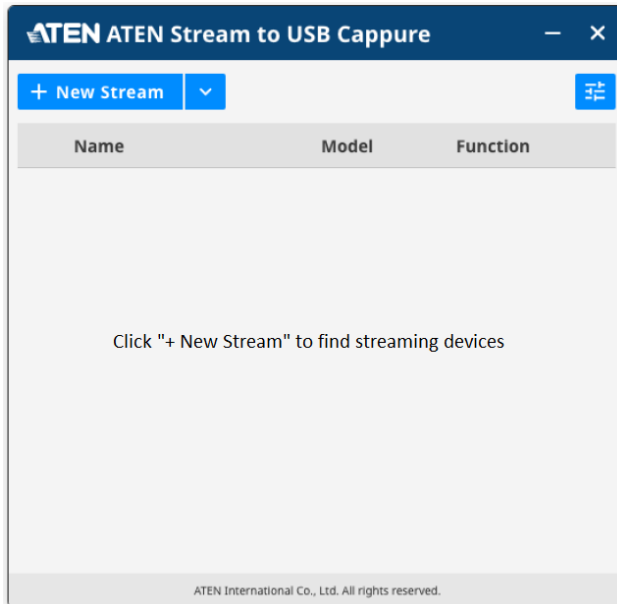 ATEN ATEN Stream to USB Cappure
+ New Stream
Name Model Function
Click "+ New Stream" to find streaming devices
ATEN International Co., Ltd. All rights reserved.